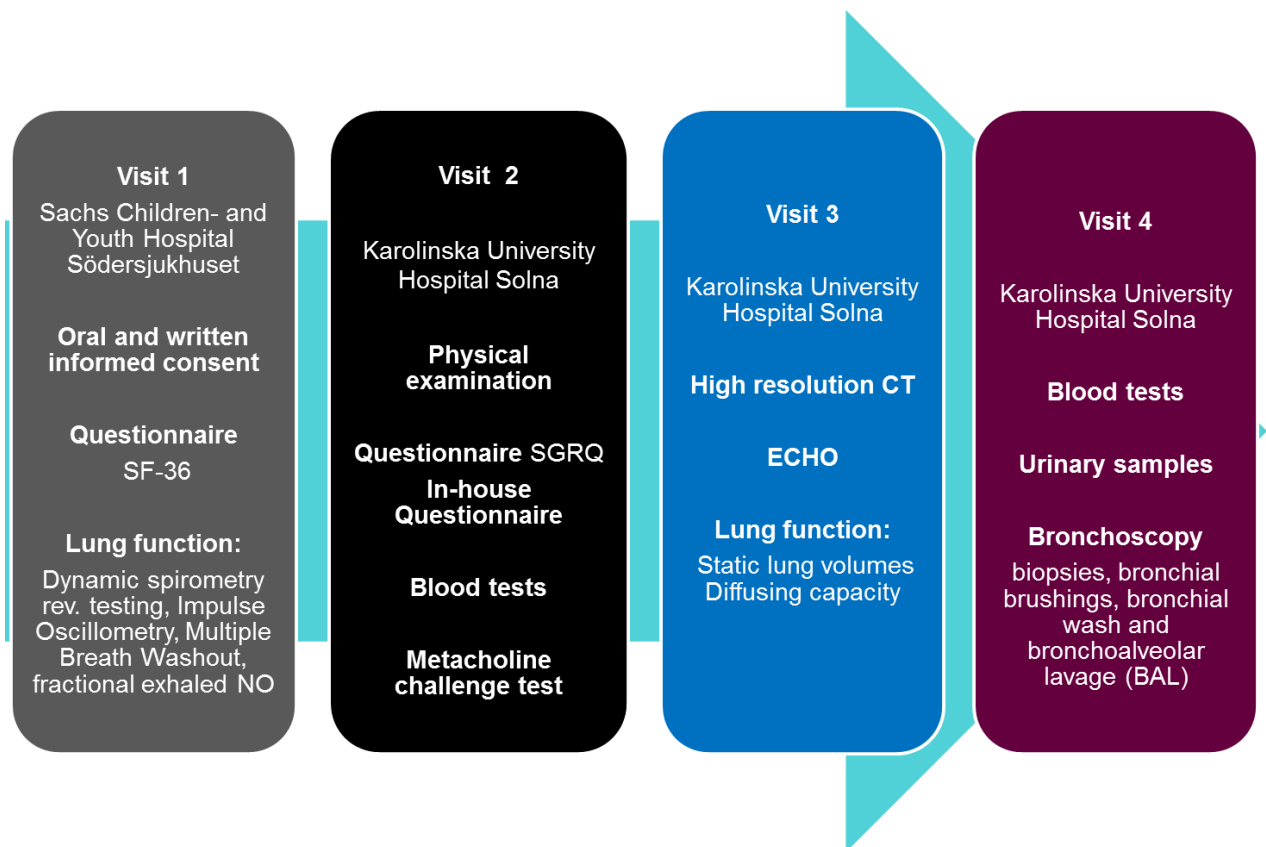 Visit 1
Sachs Children- and
Youth Hospital
Södersjukhuset
Oral and written
informed consent
Questionnaire
SF-36
Lung function:
Dynamic spirometry
rev. testing, Impulse
Oscillometry, Multiple
Breath Washout,
fractional exhaled NO
Visit 2
Karolinska University
Hospital Solna
Physical
examination
Questionnaire SGRQ
In-house
Questionnaire
Blood tests
Metacholine
challenge test
Visit 3
Karolinska University
Hospital Solna
High resolution CT
ECHO
Lung function:
Static lung volumes
Diffusing capacity
Visit 4
Karolinska University
Hospital Solna
Blood tests
Urinary samples
Bronchoscopy
biopsies, bronchial
brushings, bronchial
wash and
bronchoalveolar
lavage (BAL)